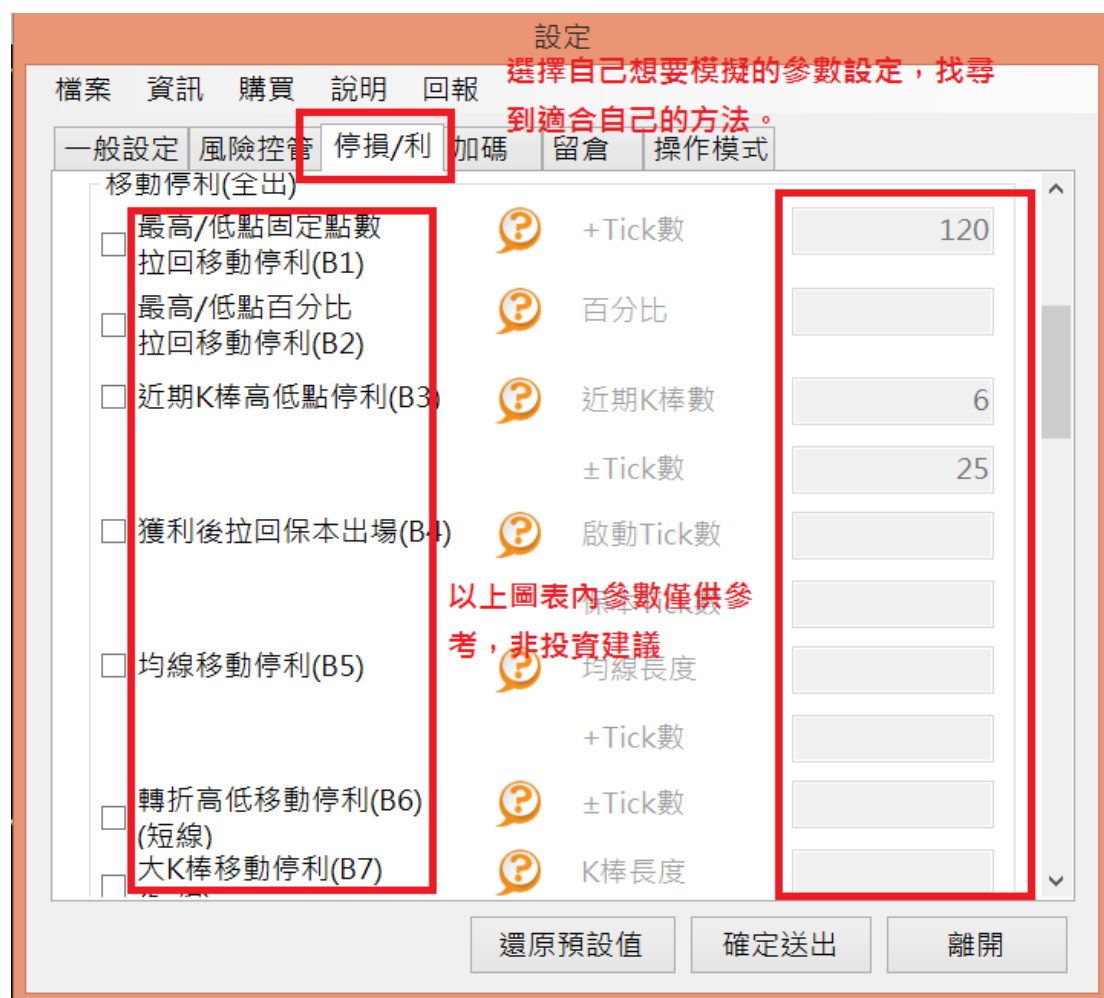 設定
選擇自己想要模擬的參數設定，找尋
到適合自己的方法。
檔案 資訊 購買 說明 回報
一般設定 風險控管 停損/利 加碼 留倉 操作模式
移動停利(全出)
最高/低點固定點數
拉回移動停利(B1)
+Tick數 120
最高/低點百分比
拉回移動停利(B2)
百分比
近期K棒高低點停利(B3) 近期K棒數 6
±Tick數 25
獲利後拉回保本出場(B4) 啟動Tick數
以上圖表內參數僅供參
考，非投資建議
保本Tick數
均線移動停利(B5) 均線長度
+Tick數
轉折高低移動停利(B6)
(短線)
±Tick數
大K棒移動停利(B7) K棒長度
還原預設值 確定送出 離開